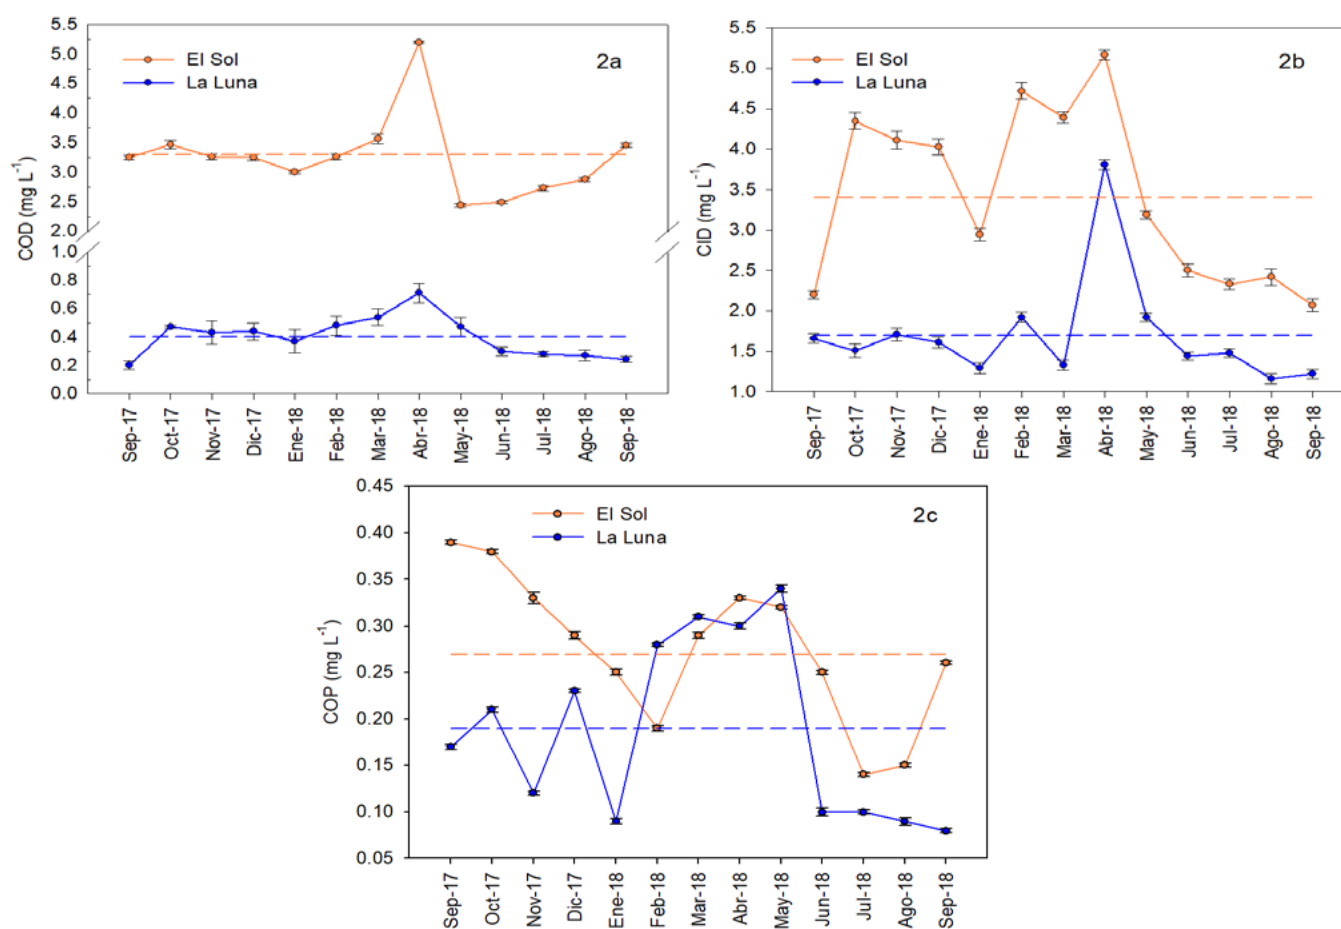 5.5
5.0
4.5
4.0
3.5
3.0
2.5
2.0
1.0
0.8
0.6
0.4
0.2
0.0
COD (mg L⁻¹)
El Sol
La Luna
2a
Sep-17
Oct-17
Nov-17
Dic-17
Ene-18
Feb-18
Mar-18
Abr-18
May-18
Jun-18
Jul-18
Ago-18
Sep-18
5.5
5.0
4.5
4.0
3.5
3.0
2.5
2.0
1.5
1.0
CID (mg L⁻¹)
El Sol
La Luna
2b
Sep-17
Oct-17
Nov-17
Dic-17
Ene-18
Feb-18
Mar-18
Abr-18
May-18
Jun-18
Jul-18
Ago-18
Sep-18
0.45
0.40
0.35
0.30
0.25
0.20
0.15
0.10
0.05
COP (mg L⁻¹)
El Sol
La Luna
2c
Sep-17
Oct-17
Nov-17
Dic-17
Ene-18
Feb-18
Mar-18
Abr-18
May-18
Jun-18
Jul-18
Ago-18
Sep-18